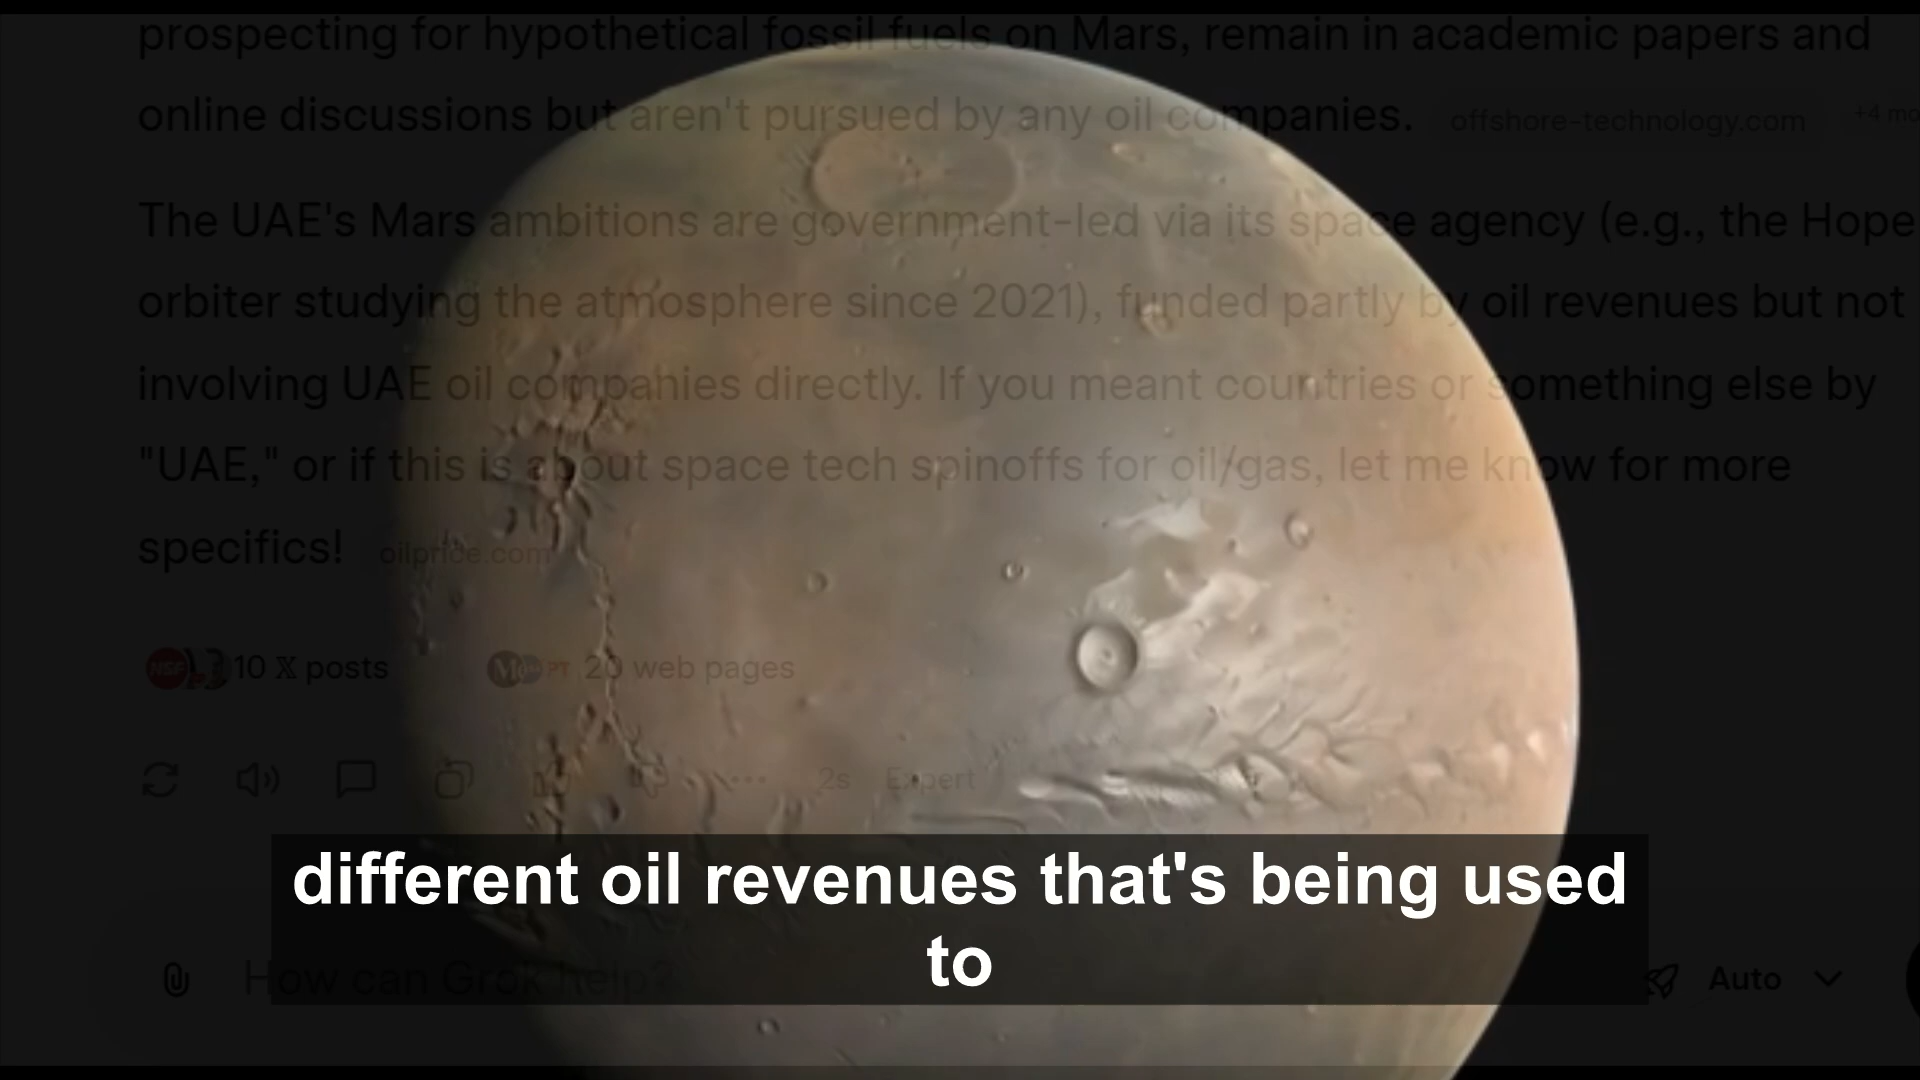 prospecting for hypothetical fossil fuels on Mars, remain in academic papers and
online discussions but aren't pursued by any oil companies. offshore-technology.com +4 mo
The UAE's Mars ambitions are government-led via its space agency (e.g., the Hope
orbiter studying the atmosphere since 2021), funded partly by oil revenues but not
involving UAE oil companies directly. If you meant countries or something else by
"UAE," or if this is about space tech spinoffs for oil/gas, let me know for more
specifics! oilprice.com
10 X posts 20 web pages
2s Expert
different oil revenues that's being used
to
How can Grok help? Auto